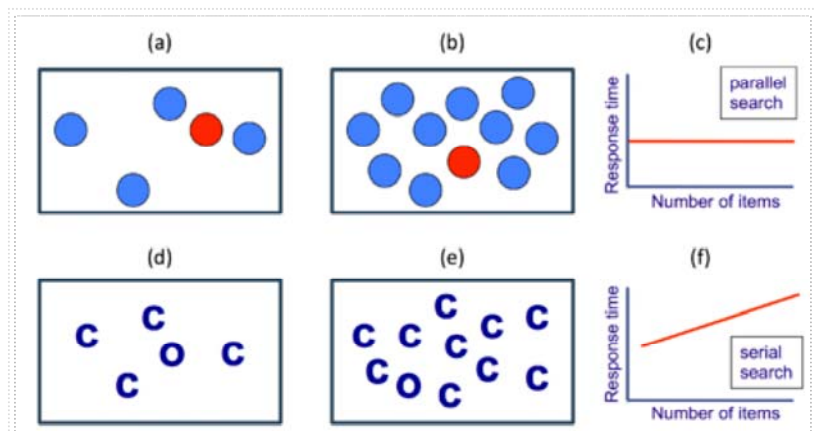 (a)
(b)
(c)
parallel
search
Response time
Number of items
(d)
(e)
(f)
C
C
O
C
C
C
C
C
C
C
C
C
C
O
C
C
Response time
serial
search
Number of items